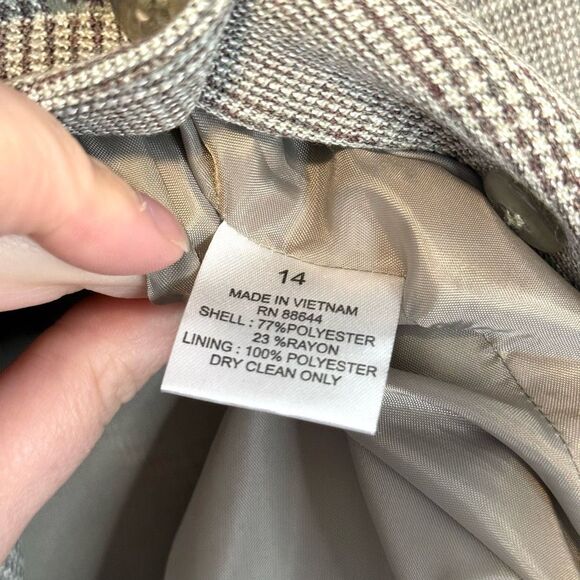 14
MADE IN VIETNAM
RN 88644
SHELL : 77%POLYESTER
23 %RAYON
LINING : 100% POLYESTER
DRY CLEAN ONLY